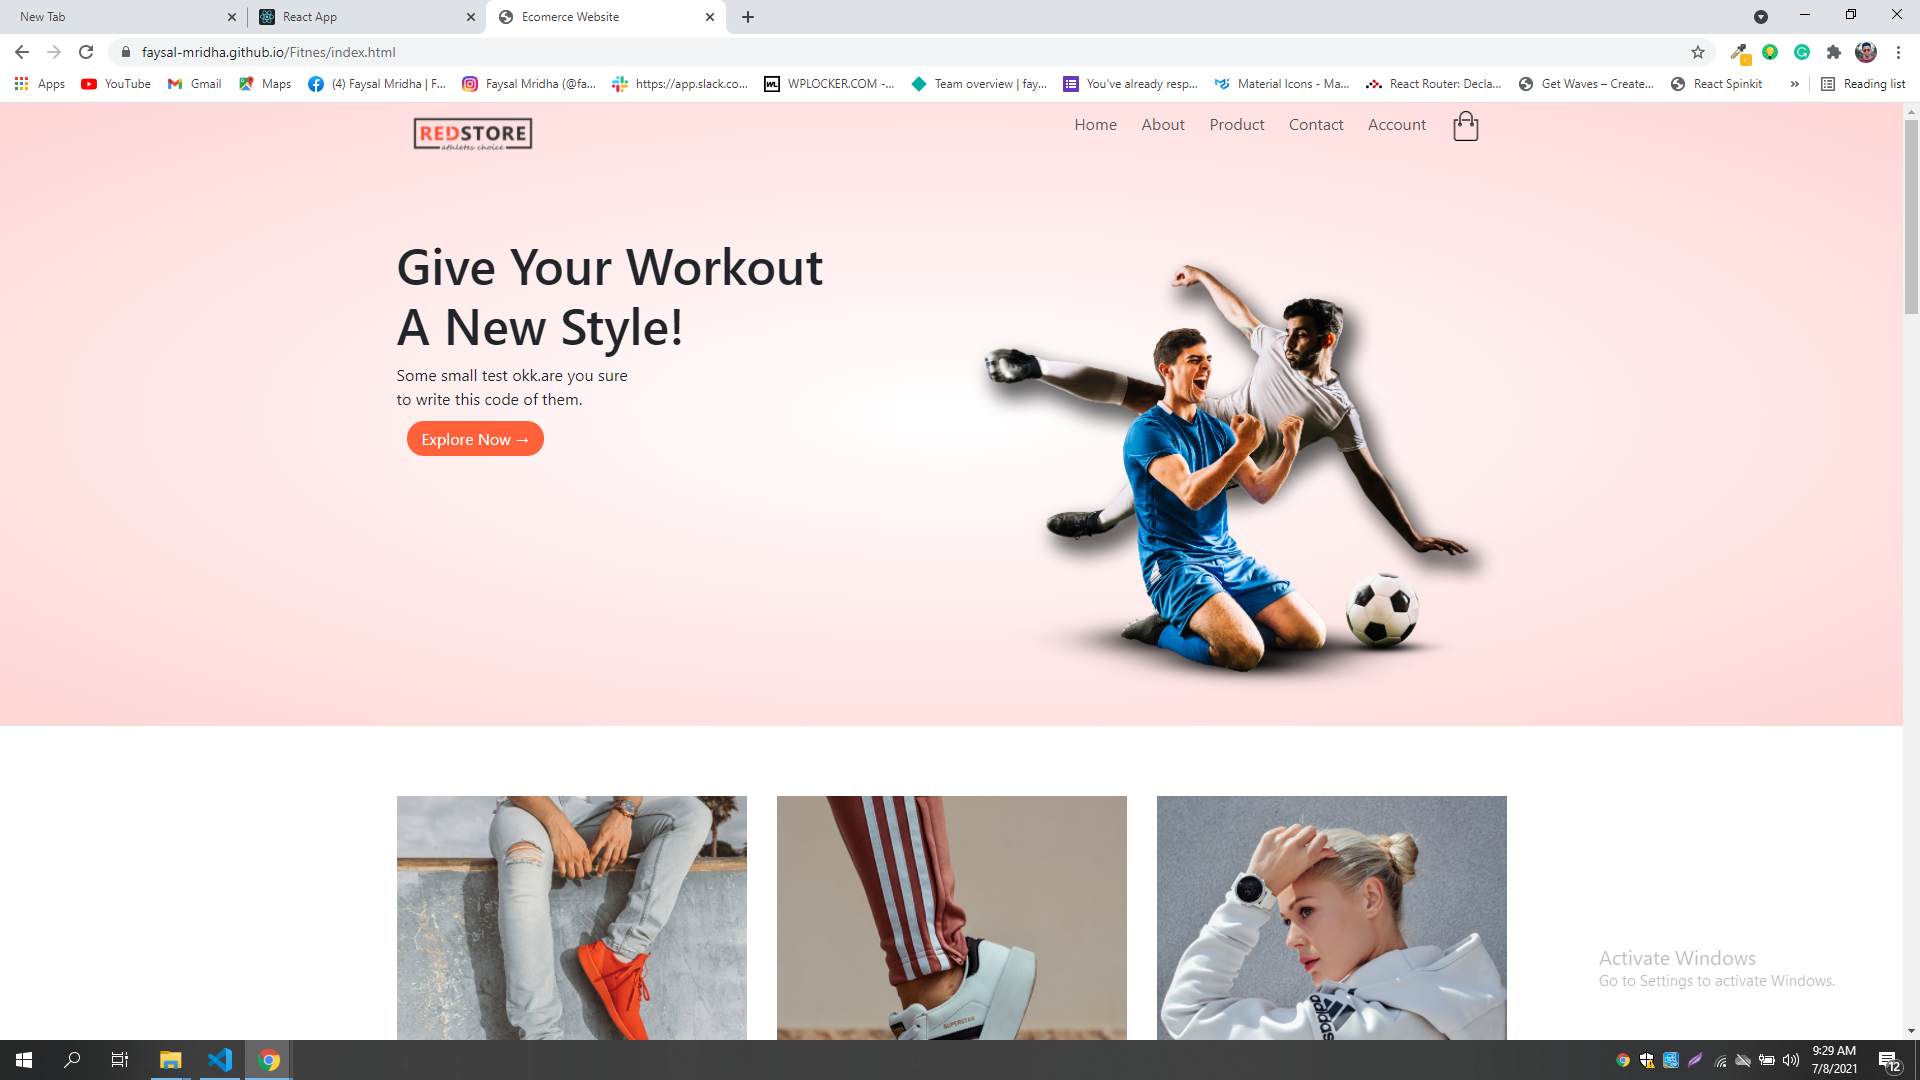 New Tab
React App
Ecomerce Website
faysal-mridha.github.io/Fitnes/index.html
Apps
YouTube
Gmail
Maps
(4) Faysal Mridha | F...
Faysal Mridha (@fa...
https://app.slack.co...
WL
WPLOCKER.COM -...
Team overview | fay...
You've already resp...
Material Icons - Ma...
React Router: Decla...
Get Waves – Create...
React Spinkit
»
Reading list
REDSTORE
athletes choice
Home
About
Product
Contact
Account
Give Your Workout
A New Style!
Some small test okk.are you sure
to write this code of them.
Explore Now →
SUPERSTAR
adidas
Activate Windows
Go to Settings to activate Windows.
9:29 AM
7/8/2021
12